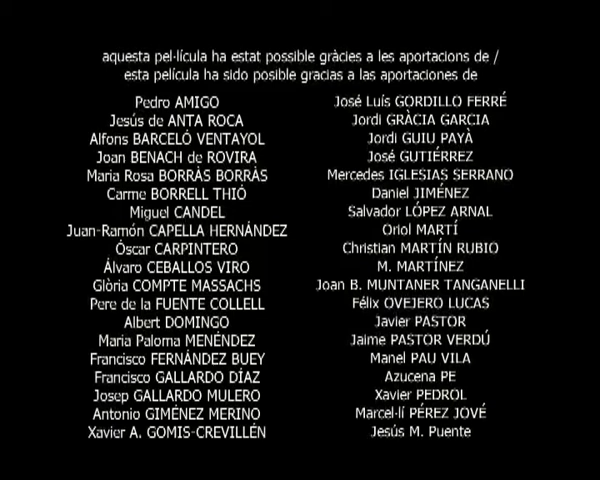 aquesta pel·lícula ha estat possible gràcies a les aportacions de /
esta película ha sido posible gracias a las aportaciones de
Pedro AMIGO
Jesús de ANTA ROCA
Alfons BARCELÓ VENTAYOL
Joan BENACH de ROVIRA
Maria Rosa BORRÀS BORRÀS
Carme BORRELL THIÓ
Miguel CANDEL
Juan-Ramón CAPELLA HERNÁNDEZ
Óscar CARPINTERO
Álvaro CEBALLOS VIRO
Glòria COMPTE MASSACHS
Pere de la FUENTE COLLELL
Albert DOMINGO
Maria Paloma MENÉNDEZ
Francisco FERNÁNDEZ BUEY
Francisco GALLARDO DÍAZ
Josep GALLARDO MULERO
Antonio GIMÉNEZ MERINO
Xavier A. GOMIS-CREVILLÉN
José Luís GORDILLO FERRÉ
Jordi GRÀCIA GARCIA
Jordi GUIU PAYÀ
José GUTIÉRREZ
Mercedes IGLESIAS SERRANO
Daniel JIMÉNEZ
Salvador LÓPEZ ARNAL
Oriol MARTÍ
Christian MARTÍN RUBIO
M. MARTÍNEZ
Joan B. MUNTANER TANGANELLI
Félix OVEJERO LUCAS
Javier PASTOR
Jaime PASTOR VERDÚ
Manel PAU VILA
Azucena PE
Xavier PEDROL
Marcel·lí PÉREZ JOVÉ
Jesús M. Puente